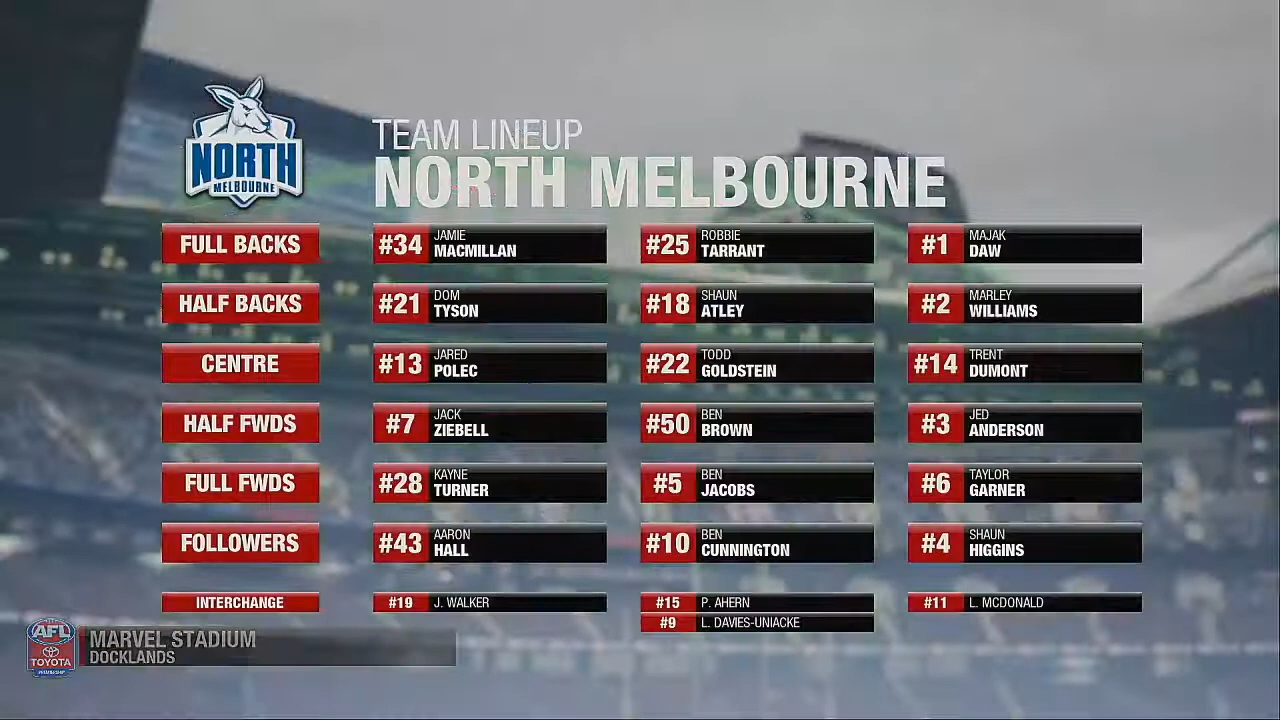 NORTH
MELBOURNE
TEAM LINEUP
NORTH MELBOURNE
FULL BACKS
#34 JAMIE MACMILLAN
#25 ROBBIE TARRANT
#1 MAJAK DAW
HALF BACKS
#21 DOM TYSON
#18 SHAUN ATLEY
#2 MARLEY WILLIAMS
CENTRE
#13 JARED POLEC
#22 TODD GOLDSTEIN
#14 TRENT DUMONT
HALF FWDS
#7 JACK ZIEBELL
#50 BEN BROWN
#3 JED ANDERSON
FULL FWDS
#28 KAYNE TURNER
#5 BEN JACOBS
#6 TAYLOR GARNER
FOLLOWERS
#43 AARON HALL
#10 BEN CUNNINGTON
#4 SHAUN HIGGINS
INTERCHANGE
#19 J. WALKER
#15 P. AHERN
#11 L. MCDONALD
#9 L. DAVIES-UNIACKE
AFL
TOYOTA
PREMIERSHIP
MARVEL STADIUM
DOCKLANDS